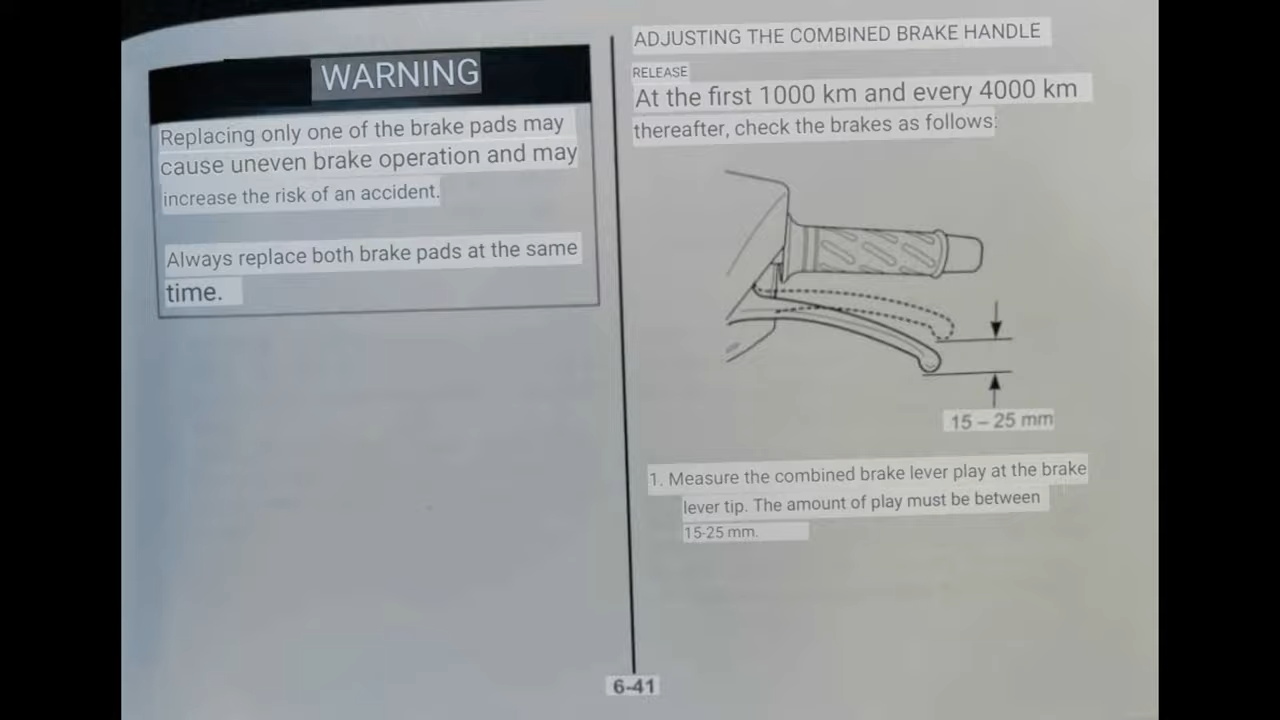 WARNING
Replacing only one of the brake pads may
cause uneven brake operation and may
increase the risk of an accident.
Always replace both brake pads at the same
time.
ADJUSTING THE COMBINED BRAKE HANDLE
RELEASE
At the first 1000 km and every 4000 km
thereafter, check the brakes as follows:
15 – 25 mm
1. Measure the combined brake lever play at the brake
lever tip. The amount of play must be between
15-25 mm.
6-41